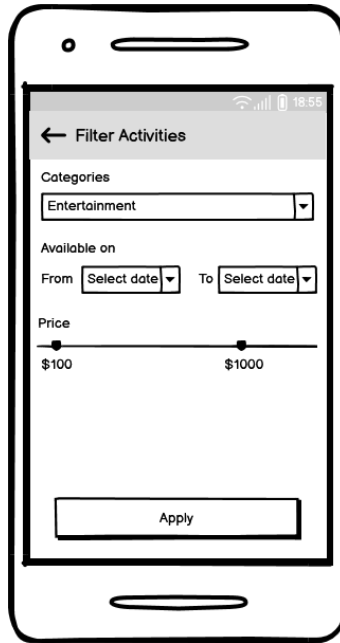 18:55
Filter Activities
Categories
Entertainment
Available on
From Select date To Select date
Price
$100 $1000
Apply